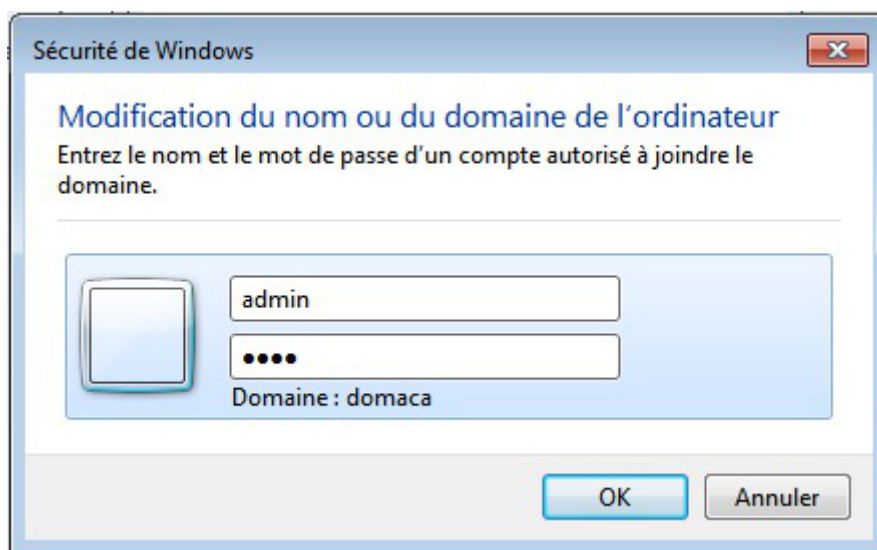 Sécurité de Windows
Modification du nom ou du domaine de l'ordinateur
Entrez le nom et le mot de passe d'un compte autorisé à joindre le
domaine.
admin
●●●●
Domaine : domaca
OK
Annuler